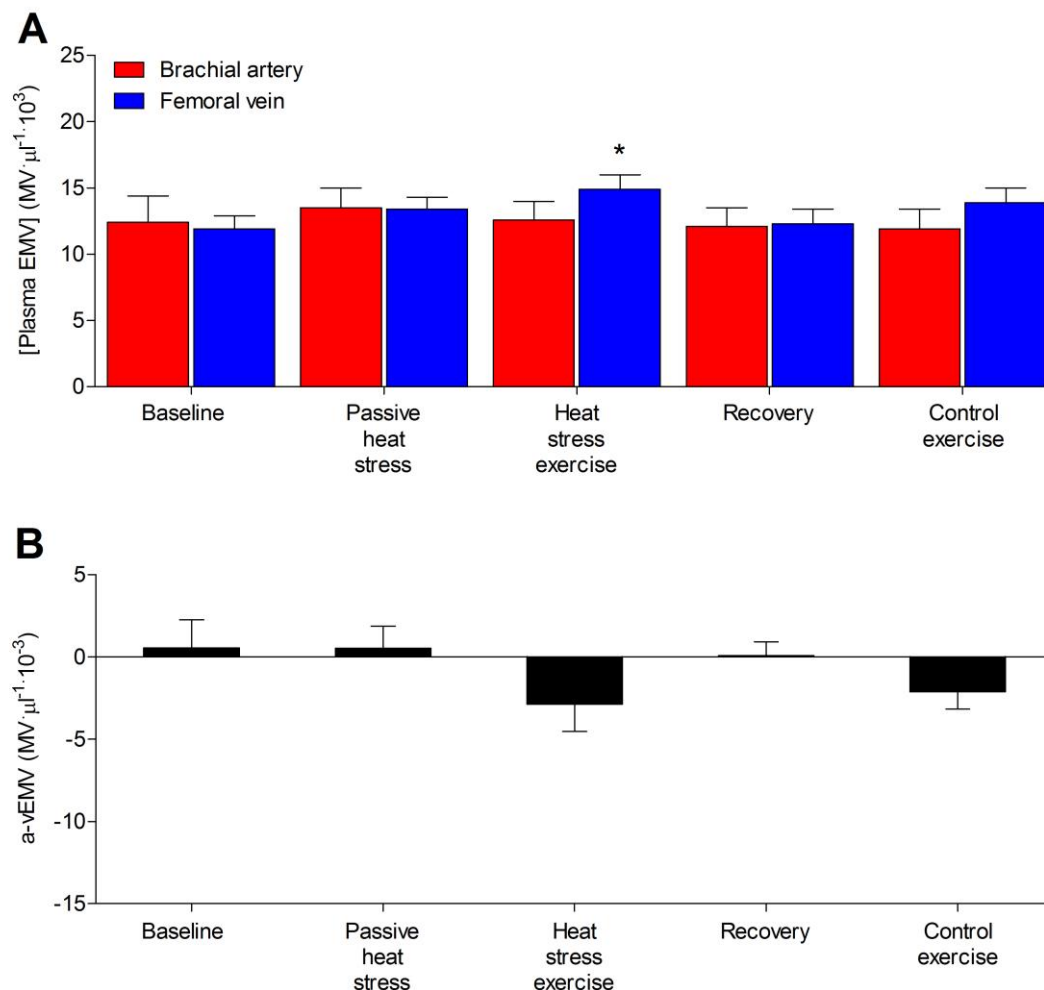 A
[Plasma EMV] (MV·µl⁻¹·10³)
25
20
15
10
5
0
Brachial artery
Femoral vein
*
Baseline
Passive
heat
stress
Heat
stress
exercise
Recovery
Control
exercise
B
a-vEMV (MV·µl⁻¹·10⁻³)
5
0
-5
-10
-15
Baseline
Passive
heat
stress
Heat
stress
exercise
Recovery
Control
exercise